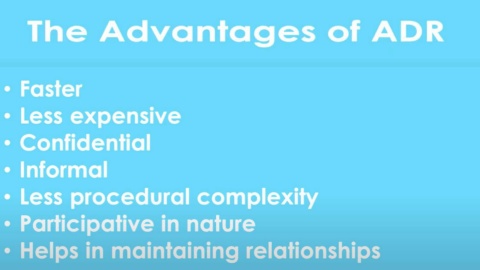 The Advantages of ADR
• Faster
• Less expensive
• Confidential
• Informal
• Less procedural complexity
• Participative in nature
• Helps in maintaining relationships